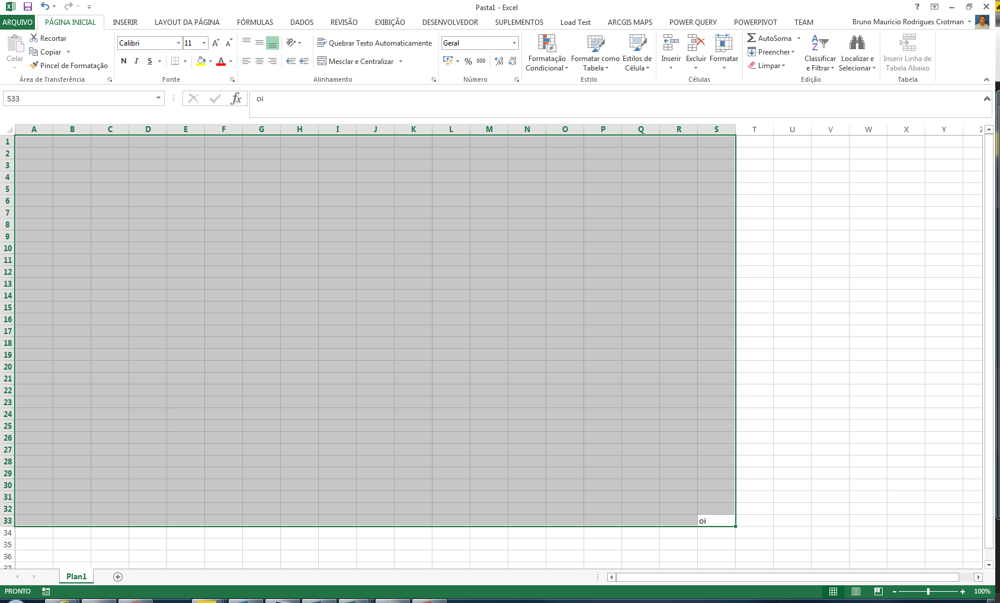 Pasta1 - Excel
?
ARQUIVO PÁGINA INICIAL INSERIR LAYOUT DA PÁGINA FÓRMULAS DADOS REVISÃO EXIBIÇÃO DESENVOLVEDOR SUPLEMENTOS Load Test ARCGIS MAPS POWER QUERY POWERPIVOT TEAM Bruno Mauricio Rodrigues Crotman
Colar
Recortar
Copiar
Pincel de Formatação
Área de Transferência
Calibri 11
N I S
Fonte
Quebrar Texto Automaticamente
Mesclar e Centralizar
Alinhamento
Geral
% 000
Número
Formatação Condicional
Formatar como Tabela
Estilos de Célula
Estilo
Inserir Excluir Formatar
Células
AutoSoma
Preencher
Limpar
Classificar e Filtrar
Localizar e Selecionar
Edição
Inserir Linha de Tabela Abaixo
Tabela
S33 fx oi
A B C D E F G H I J K L M N O P Q R S T U V W X Y Z
1
2
3
4
5
6
7
8
9
10
11
12
13
14
15
16
17
18
19
20
21
22
23
24
25
26
27
28
29
30
31
32
33 oi
34
35
36
37
Plan1
PRONTO 100%